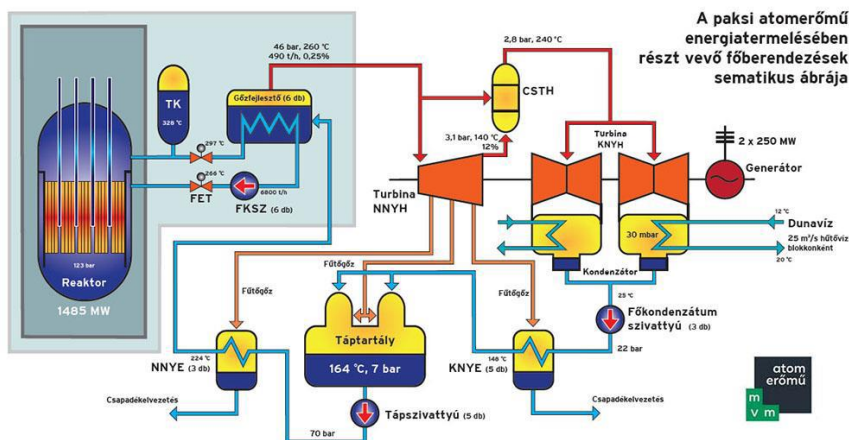 A paksi atomerőmű
energiatermelésében
részt vevő főberendezések
sematikus ábrája
46 bar, 260 °C
490 t/h, 0,25%
2,8 bar, 240 °C
TK
328 °C
Gőzfejlesztő (6 db)
CSTH
297 °C
3,1 bar, 140 °C
12%
Turbina
KNYH
2 x 250 MW
Generátor
266 °C
FET
6800 t/h
FKSZ (6 db)
Turbina
NNYH
12 °C
Dunavíz
30 mbar
25 m³/s hűtővíz
blokkonként
20 °C
Kondenzátor
123 bar
Reaktor
1485 MW
Fűtőgőz
Fűtőgőz
Fűtőgőz
25 °C
Főkondenzátum
szivattyú (3 db)
22 bar
Táptartály
164 °C, 7 bar
224 °C
NNYE
(3 db)
148 °C
KNYE
(5 db)
Csapadékelvezetés
Tápszivattyú (5 db)
Csapadékelvezetés
70 bar
atom
erőmű
m
v m